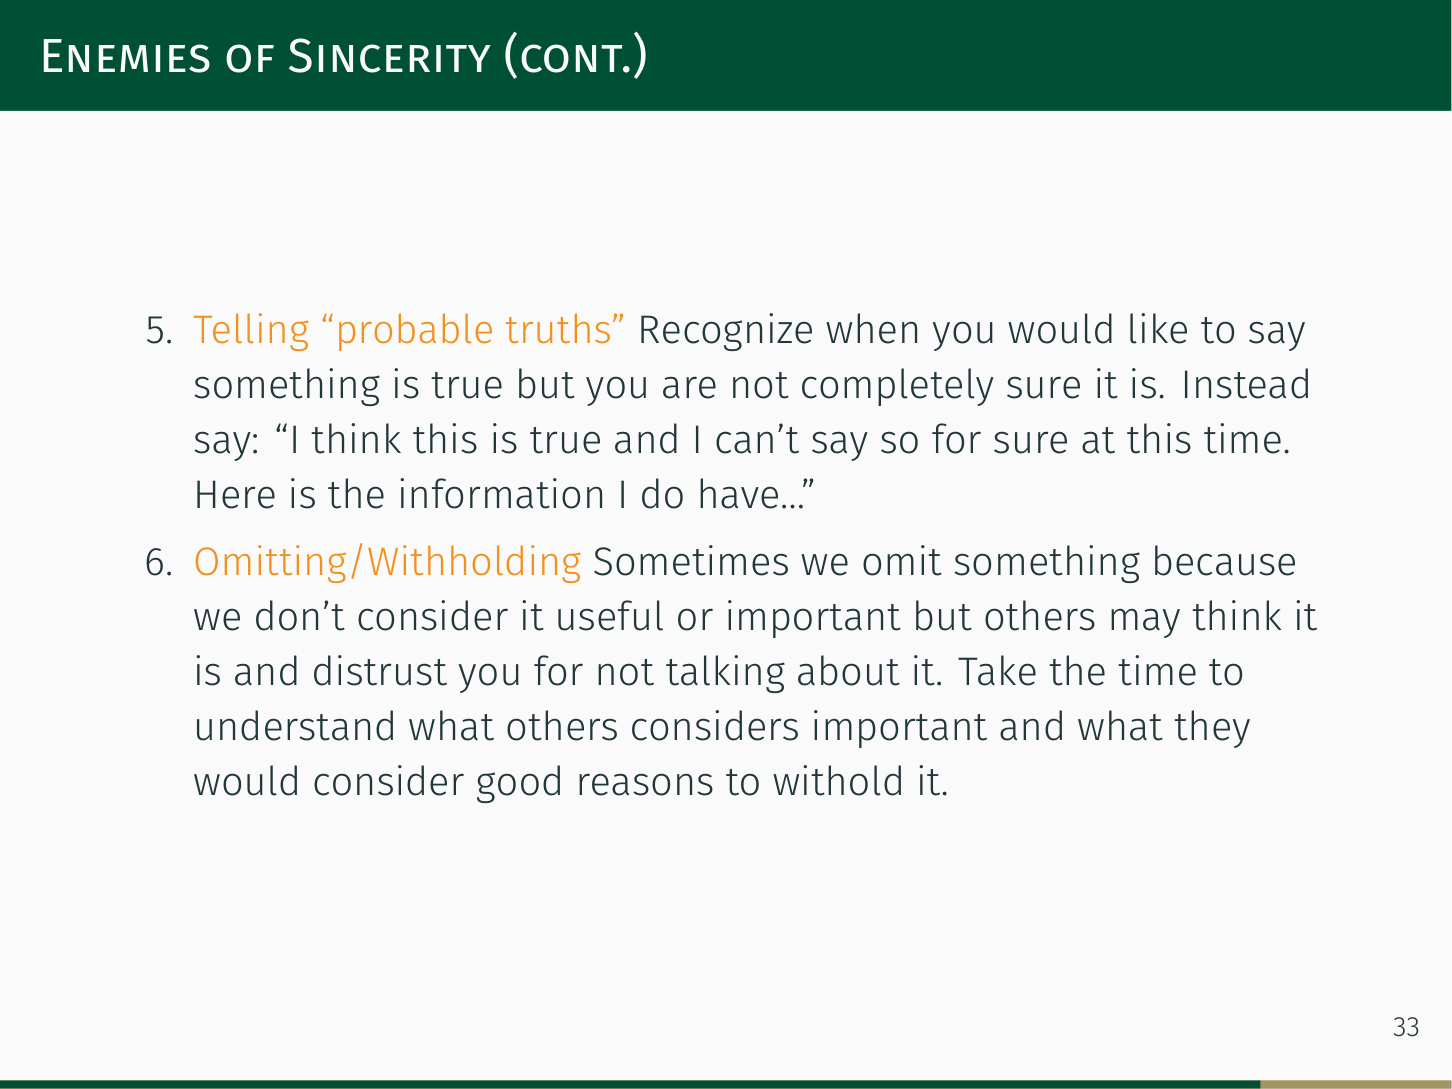 Enemies of Sincerity (cont.)
5. Telling “probable truths” Recognize when you would like to say
something is true but you are not completely sure it is. Instead
say: “I think this is true and I can’t say so for sure at this time.
Here is the information I do have…”
6. Omitting/Withholding Sometimes we omit something because
we don’t consider it useful or important but others may think it
is and distrust you for not talking about it. Take the time to
understand what others considers important and what they
would consider good reasons to withold it.
33